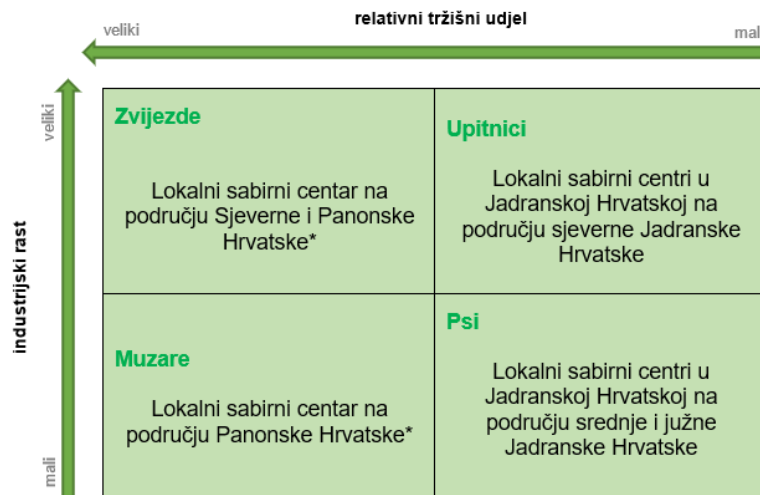 relativni tržišni udjel
veliki
mal
veliki
industrijski rast
mali
Zvijezde
Lokalni sabirni centar na
području Sjeverne i Panonske
Hrvatske*
Upitnici
Lokalni sabirni centri u
Jadranskoj Hrvatskoj na
području sjeverne Jadranske
Hrvatske
Muzare
Lokalni sabirni centar na
području Panonske Hrvatske*
Psi
Lokalni sabirni centri u
Jadranskoj Hrvatskoj na
području srednje i južne
Jadranske Hrvatske